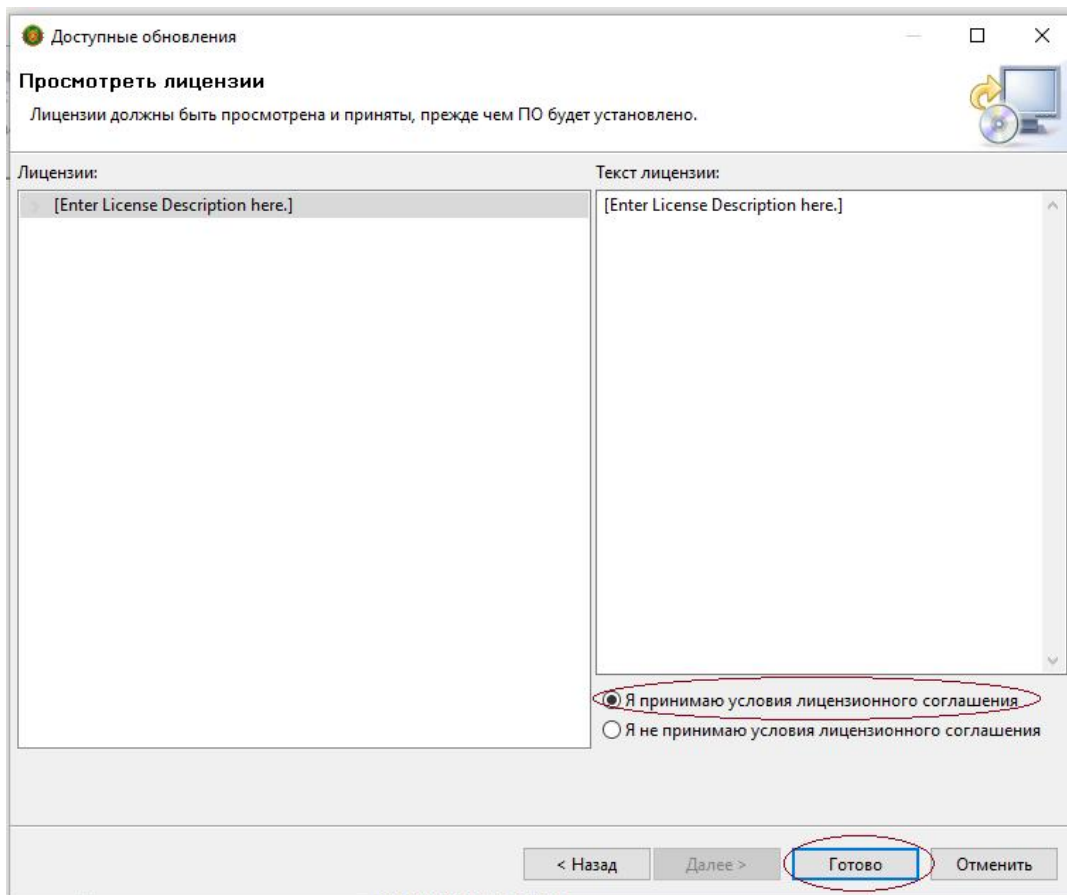 Доступные обновления
Просмотреть лицензии
Лицензии должны быть просмотрена и приняты, прежде чем ПО будет установлено.
Лицензии:
[Enter License Description here.]
Текст лицензии:
[Enter License Description here.]
Я принимаю условия лицензионного соглашения
Я не принимаю условия лицензионного соглашения
< Назад
Далее >
Готово
Отменить